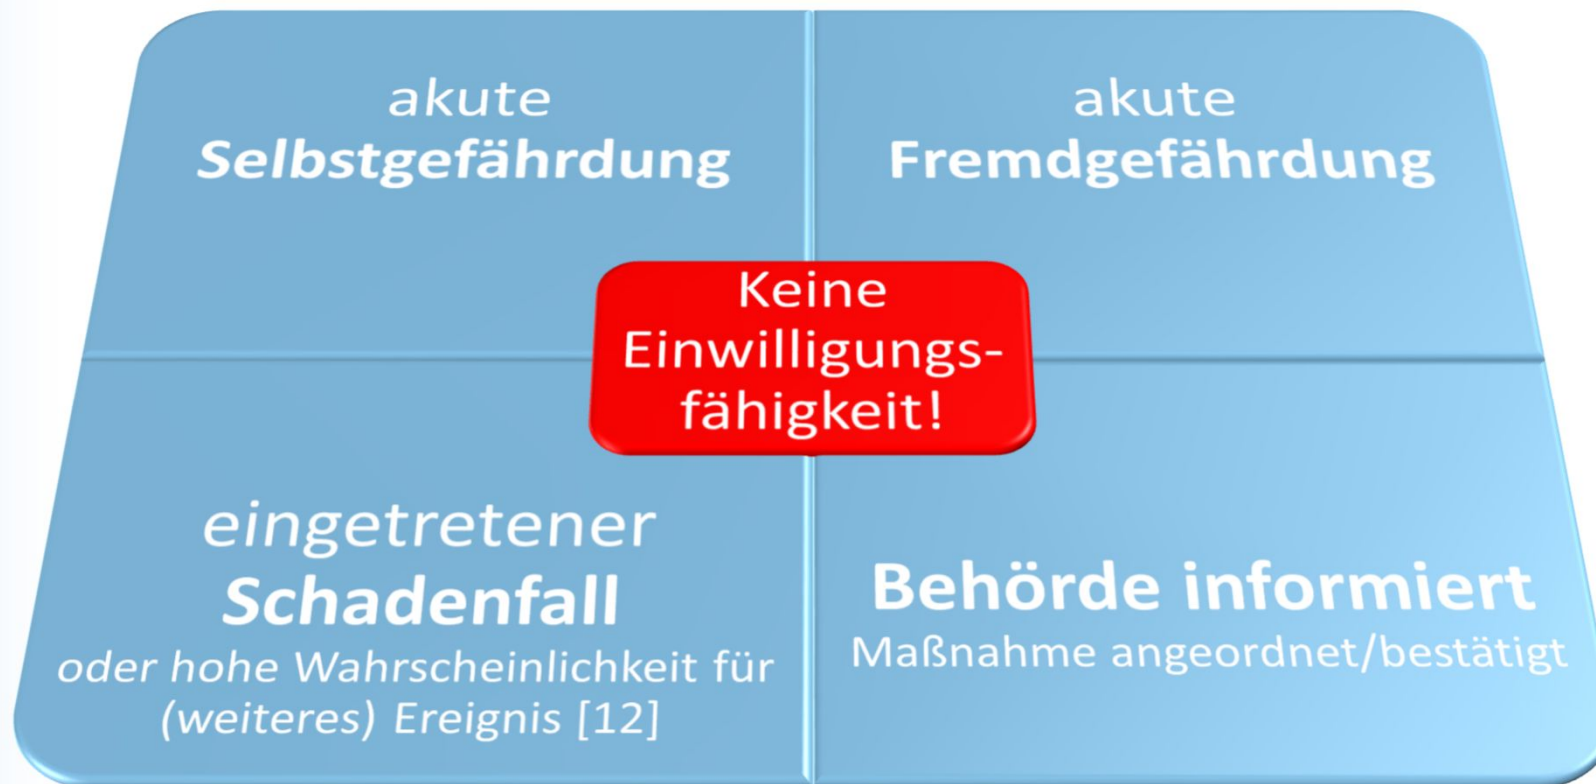 akute
Selbstgefährdung
akute
Fremdgefährdung
Keine
Einwilligungs-
fähigkeit!
eingetretener
Schadenfall
oder hohe Wahrscheinlichkeit für
(weiteres) Ereignis [12]
Behörde informiert
Maßnahme angeordnet/bestätigt